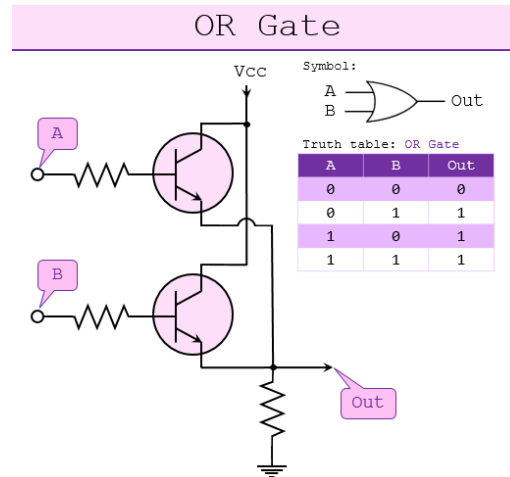 OR Gate
Vcc
Symbol:
A
B
Out
A
Truth table: OR Gate
A B Out
0 0 0
0 1 1
1 0 1
1 1 1
B
Out